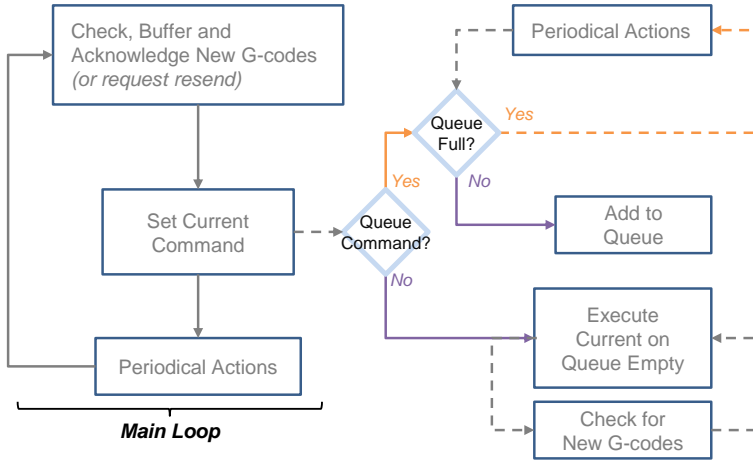 Check, Buffer and
Acknowledge New G-codes
(or request resend)
Set Current
Command
Periodical Actions
Main Loop
Periodical Actions
Queue
Full?
Yes
No
Yes
Queue
Command?
No
Add to
Queue
Execute
Current on
Queue Empty
Check for
New G-codes